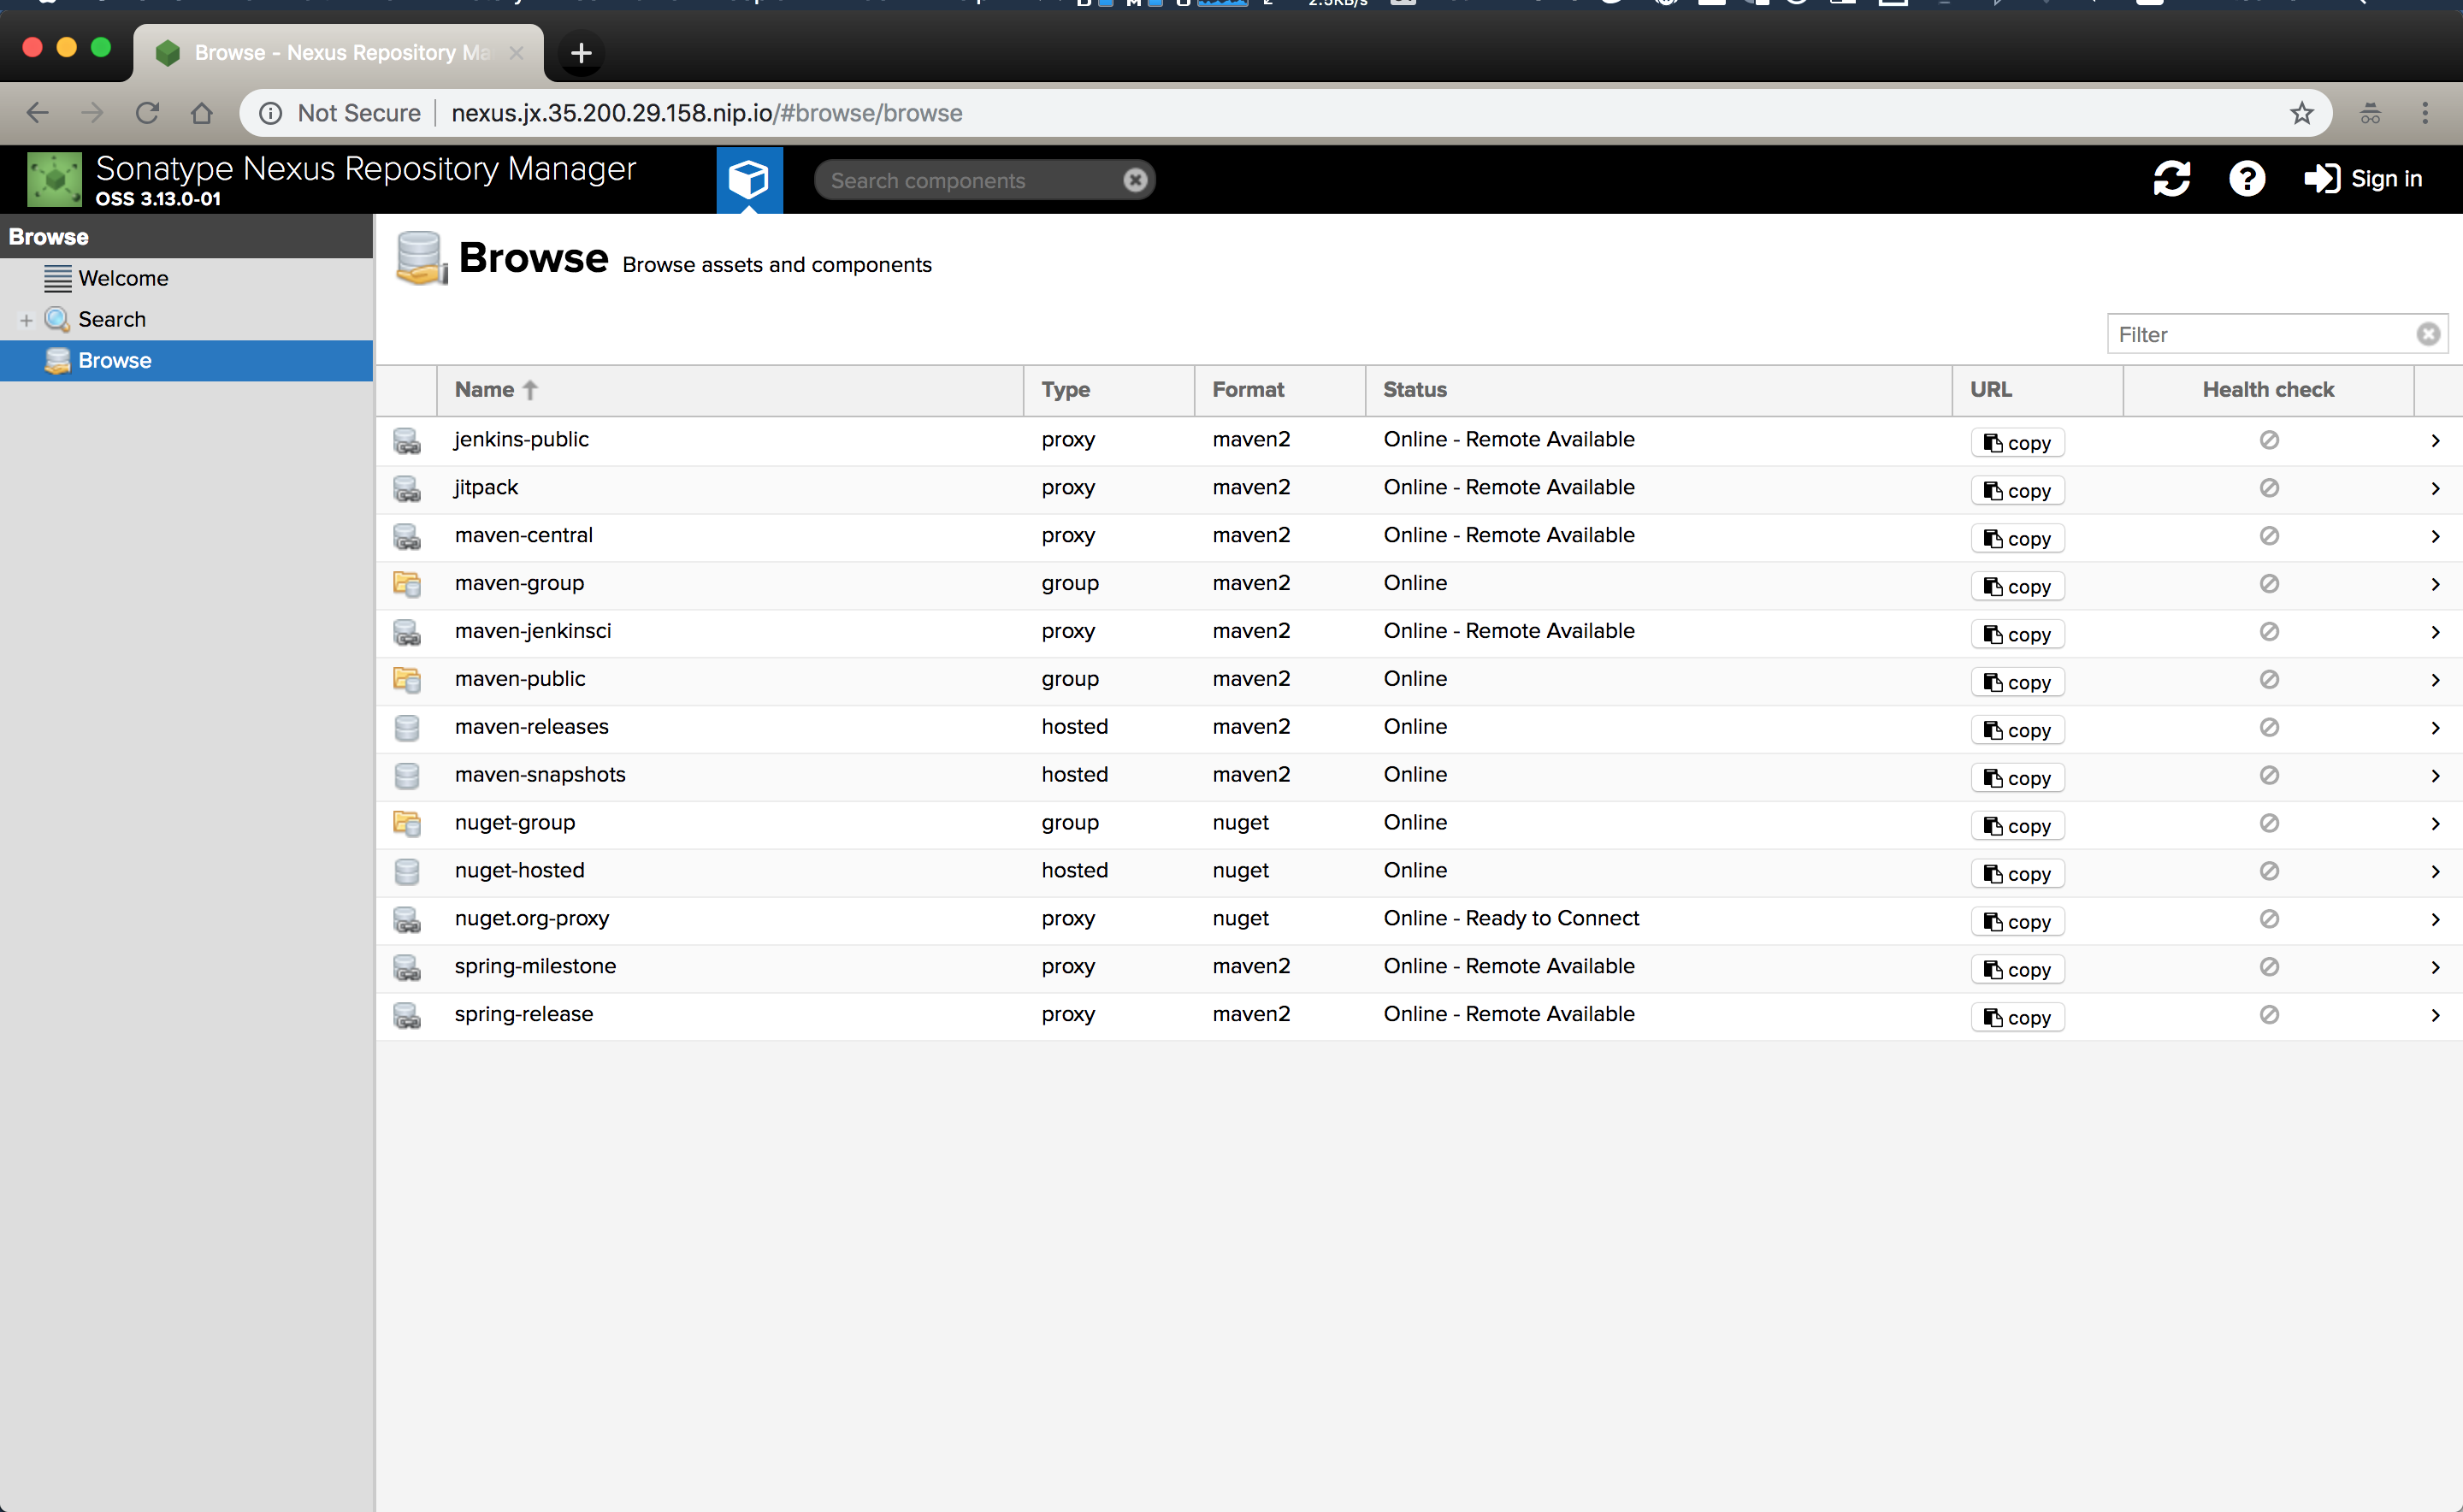 2.5KB/s
Browse - Nexus Repository Ma
Not Secure nexus.jx.35.200.29.158.nip.io/#browse/browse
Sonatype Nexus Repository Manager
OSS 3.13.0-01
Search components
Sign in
Browse
Welcome
Search
Browse
Browse Browse assets and components
Filter
Name Type Format Status URL Health check
jenkins-public proxy maven2 Online - Remote Available copy
jitpack proxy maven2 Online - Remote Available copy
maven-central proxy maven2 Online - Remote Available copy
maven-group group maven2 Online copy
maven-jenkinsci proxy maven2 Online - Remote Available copy
maven-public group maven2 Online copy
maven-releases hosted maven2 Online copy
maven-snapshots hosted maven2 Online copy
nuget-group group nuget Online copy
nuget-hosted hosted nuget Online copy
nuget.org-proxy proxy nuget Online - Ready to Connect copy
spring-milestone proxy maven2 Online - Remote Available copy
spring-release proxy maven2 Online - Remote Available copy